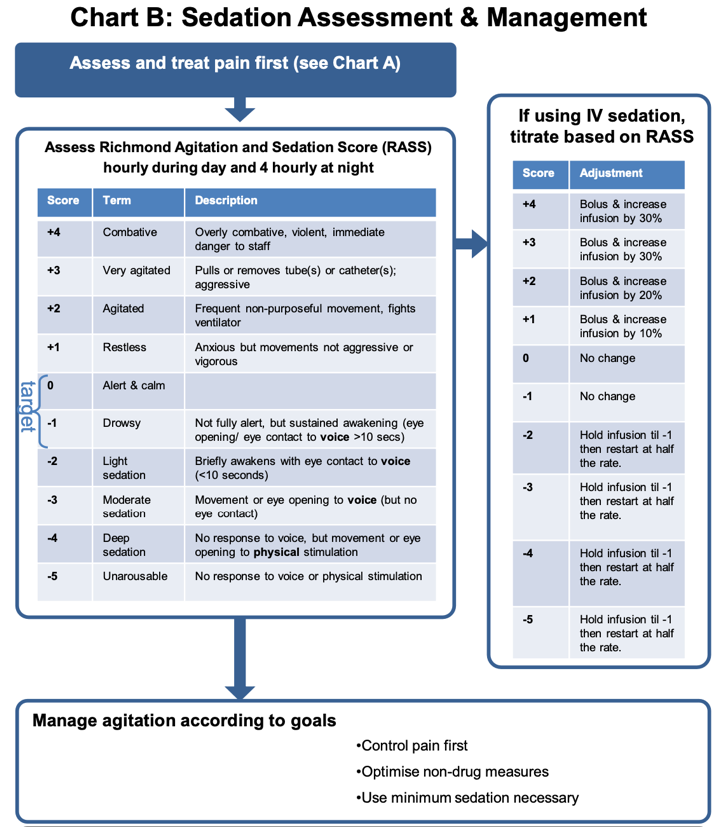 Chart B: Sedation Assessment & Management
Assess and treat pain first (see Chart A)
Assess Richmond Agitation and Sedation Score (RASS)
hourly during day and 4 hourly at night
Score Term Description
+4 Combative Overly combative, violent, immediate
danger to staff
+3 Very agitated Pulls or removes tube(s) or catheter(s);
aggressive
+2 Agitated Frequent non-purposeful movement, fights
ventilator
+1 Restless Anxious but movements not aggressive or
vigorous
target
0 Alert & calm
-1 Drowsy Not fully alert, but sustained awakening (eye
opening/ eye contact to voice >10 secs)
-2 Light Briefly awakens with eye contact to voice
sedation (<10 seconds)
-3 Moderate Movement or eye opening to voice (but no
sedation eye contact)
-4 Deep No response to voice, but movement or eye
sedation opening to physical stimulation
-5 Unarousable No response to voice or physical stimulation
If using IV sedation,
titrate based on RASS
Score Adjustment
+4 Bolus & increase
infusion by 30%
+3 Bolus & increase
infusion by 30%
+2 Bolus & increase
infusion by 20%
+1 Bolus & increase
infusion by 10%
0 No change
-1 No change
-2 Hold infusion til -1
then restart at half
the rate.
-3 Hold infusion til -1
then restart at half
the rate.
-4 Hold infusion til -1
then restart at half
the rate.
-5 Hold infusion til -1
then restart at half
the rate.
Manage agitation according to goals
•Control pain first
•Optimise non-drug measures
•Use minimum sedation necessary